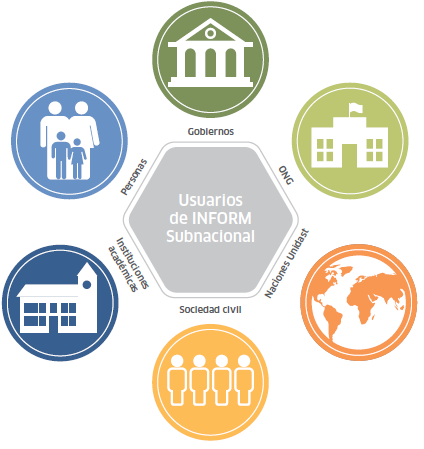 Gobiernos
Personas
ONG
Usuarios
de INFORM
Subnacional
Instituciones
académicas
Naciones Unidast
Sociedad civil